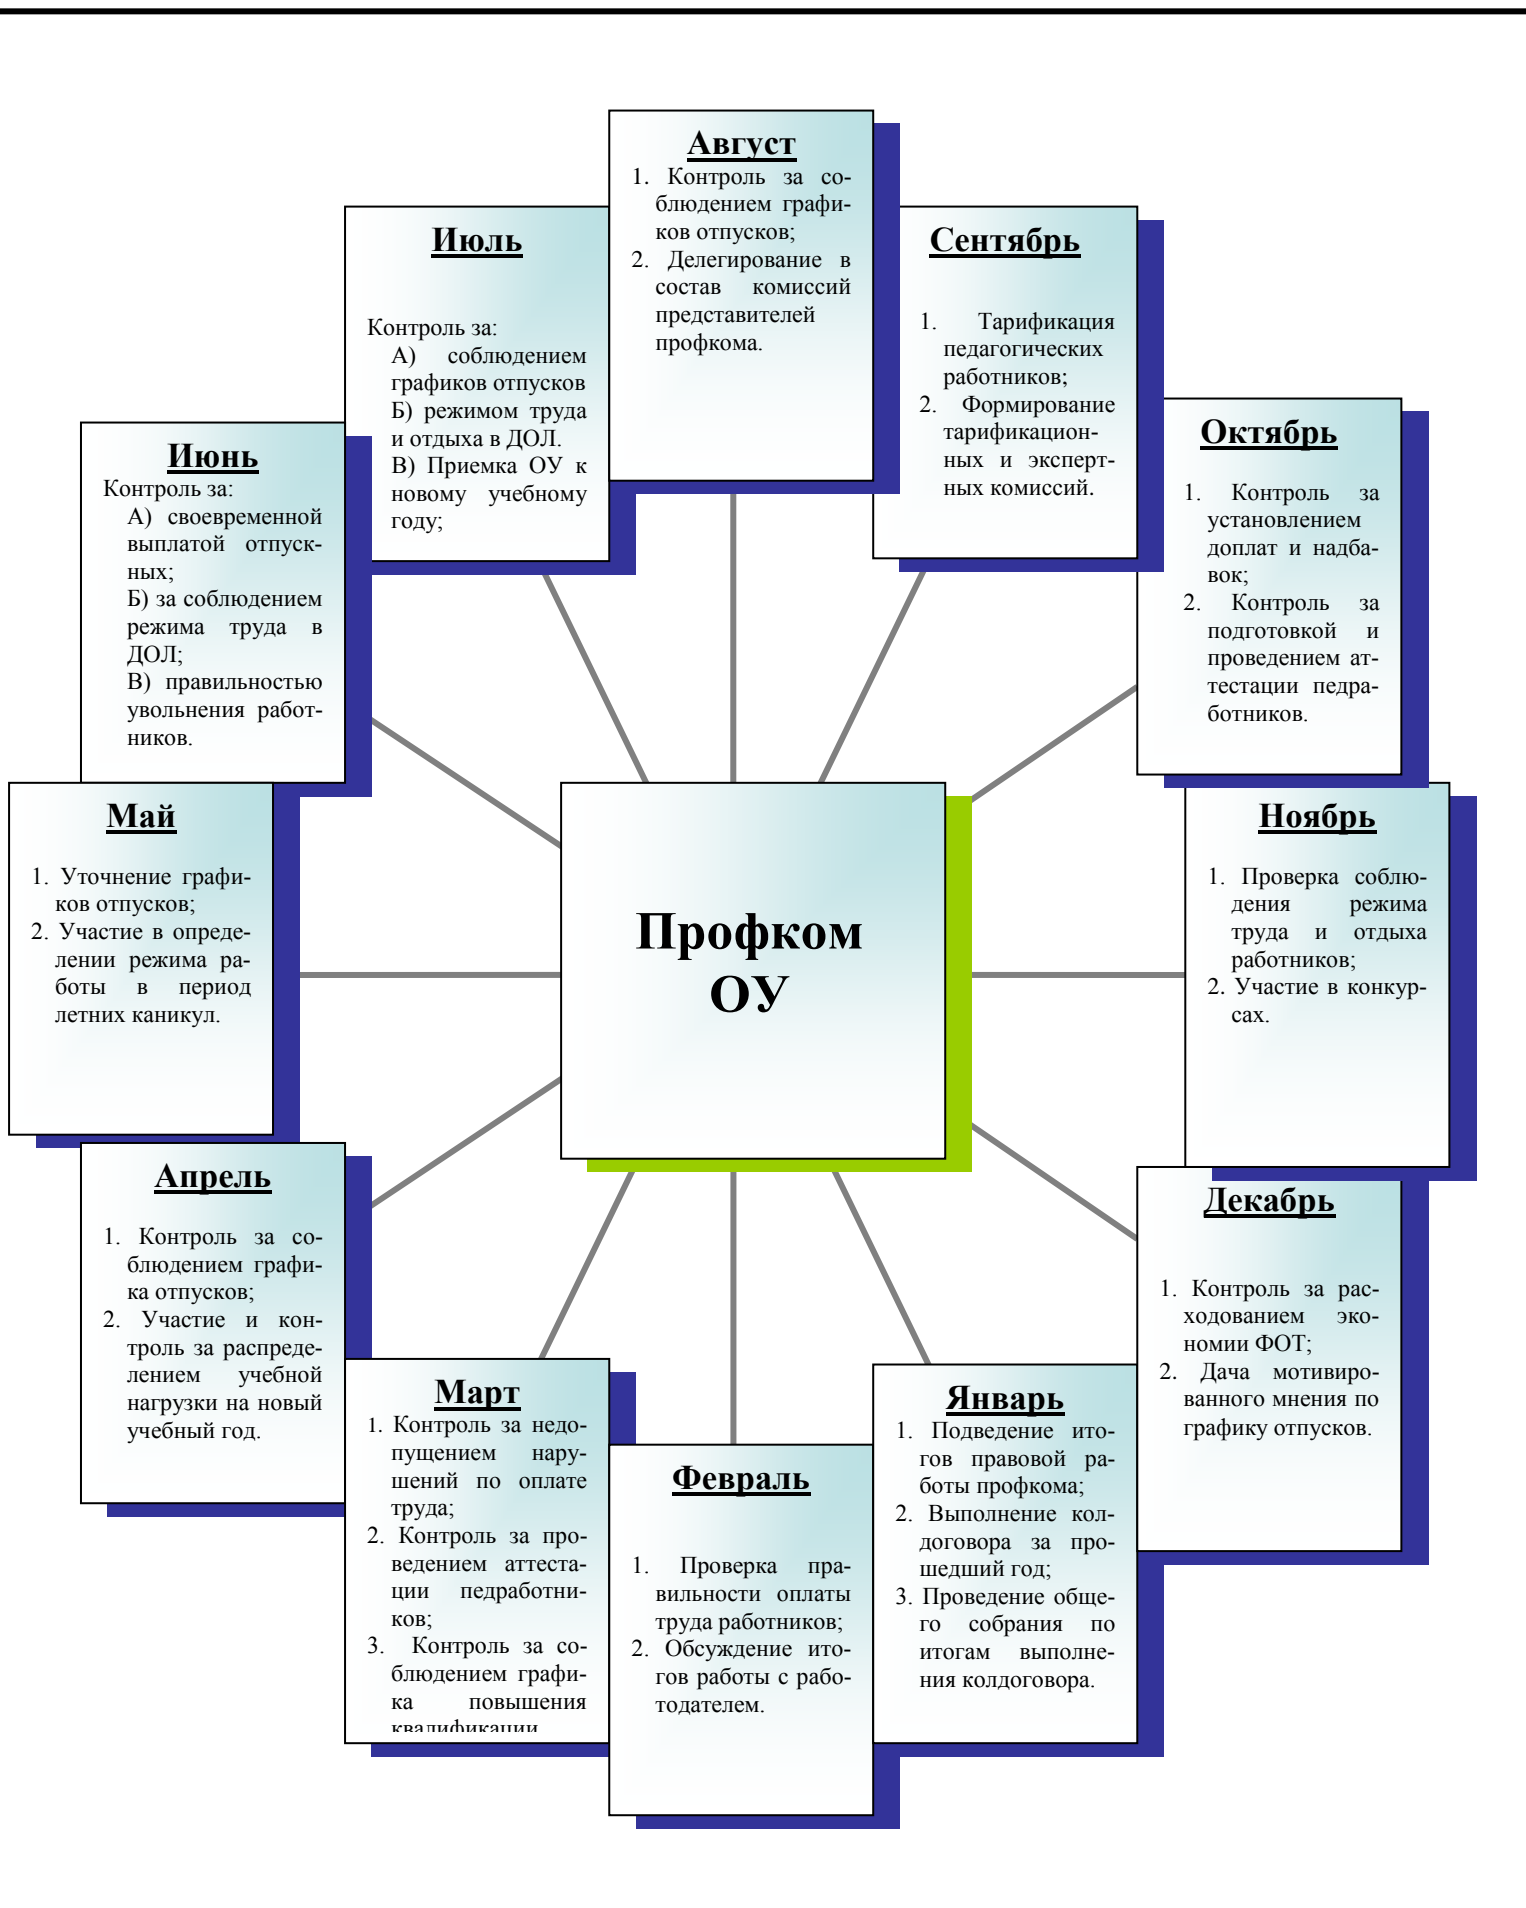 Август
1. Контроль за со-
блюдением графи-
ков отпусков;
2. Делегирование в
состав комиссий
представителей
профкома.
Сентябрь
1. Тарификация
педагогических
работников;
2. Формирование
тарификацион-
ных и эксперт-
ных комиссий.
Октябрь
1. Контроль за
установлением
доплат и надба-
вок;
2. Контроль за
подготовкой и
проведением ат-
тестации педра-
ботников.
Ноябрь
1. Проверка соблю-
дения режима
труда и отдыха
работников;
2. Участие в конкур-
сах.
Декабрь
1. Контроль за рас-
ходованием эко-
номии ФОТ;
2. Дача мотивиро-
ванного мнения по
графику отпусков.
Январь
1. Подведение ито-
гов правовой ра-
боты профкома;
2. Выполнение кол-
договора за про-
шедший год;
3. Проведение обще-
го собрания по
итогам выполне-
ния колдоговора.
Февраль
1. Проверка пра-
вильности оплаты
труда работников;
2. Обсуждение ито-
гов работы с рабо-
тодателем.
Март
1. Контроль за недо-
пущением нару-
шений по оплате
труда;
2. Контроль за про-
ведением аттеста-
ции педработни-
ков;
3. Контроль за со-
блюдением графи-
ка повышения
квалификации
Апрель
1. Контроль за со-
блюдением графи-
ка отпусков;
2. Участие и кон-
троль за распреде-
лением учебной
нагрузки на новый
учебный год.
Май
1. Уточнение графи-
ков отпусков;
2. Участие в опреде-
лении режима ра-
боты в период
летних каникул.
Июнь
Контроль за:
А) своевременной
выплатой отпуск-
ных;
Б) за соблюдением
режима труда в
ДОЛ;
В) правильностью
увольнения работ-
ников.
Июль
Контроль за:
А) соблюдением
графиков отпусков
Б) режимом труда
и отдыха в ДОЛ.
В) Приемка ОУ к
новому учебному
году;
Профком
ОУ